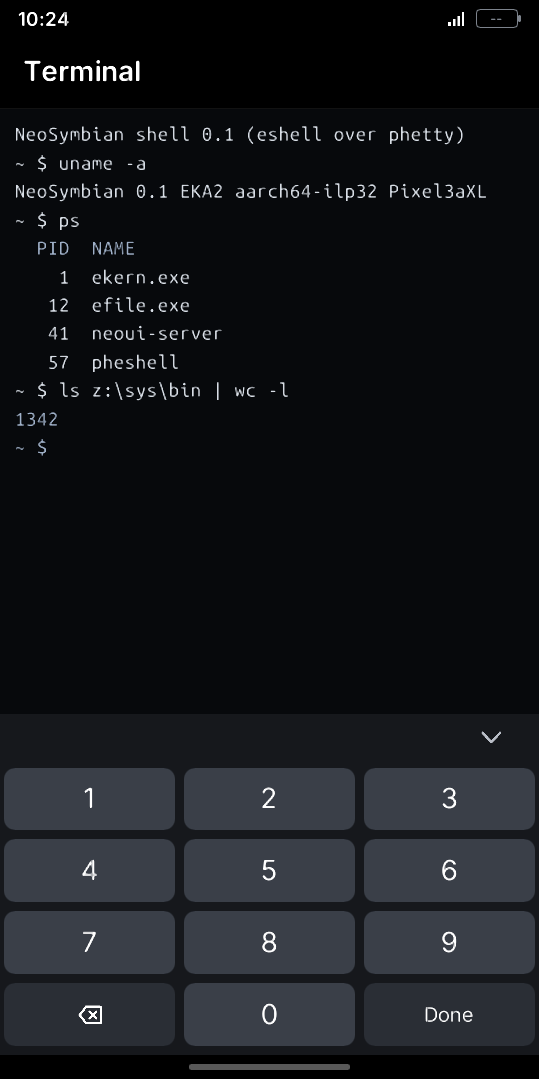 10:24
--
Terminal
NeoSymbian shell 0.1 (eshell over phetty)
~ $ uname -a
NeoSymbian 0.1 EKA2 aarch64-ilp32 Pixel3aXL
~ $ ps
  PID  NAME
    1  ekern.exe
   12  efile.exe
   41  neoui-server
   57  pheshell
~ $ ls z:\sys\bin | wc -l
1342
~ $
1 2 3
4 5 6
7 8 9
0 Done